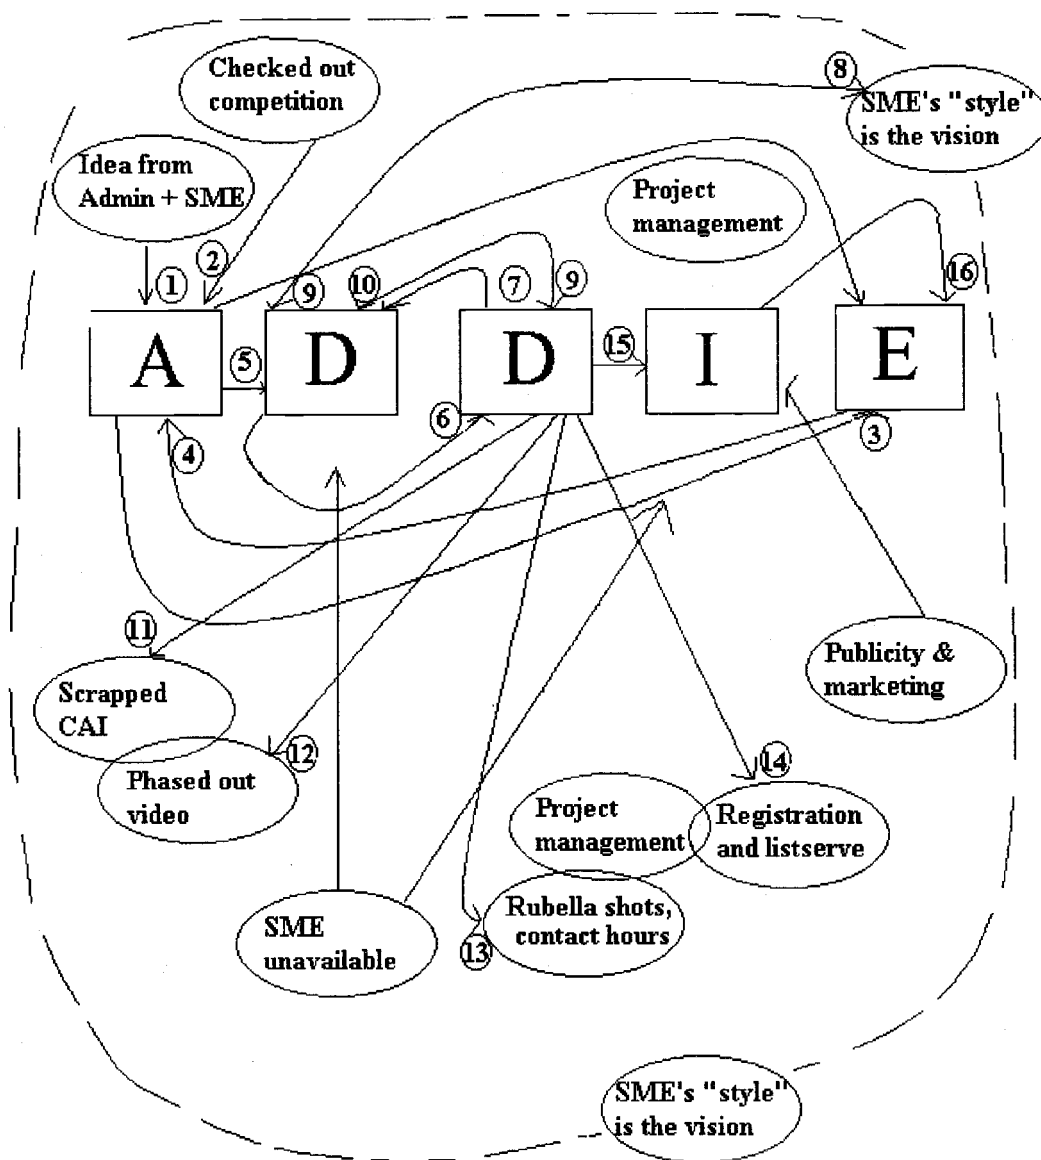 Checked out
competition
8
SME's "style"
is the vision
Idea from
Admin + SME
Project
management
1
2
9
10
7
9
16
A
D
D
I
E
5
15
6
4
3
11
Scrapped
CAI
Publicity &
marketing
12
Phased out
video
14
Project
management
Registration
and listserve
SME
unavailable
Rubella shots,
contact hours
13
SME's "style"
is the vision